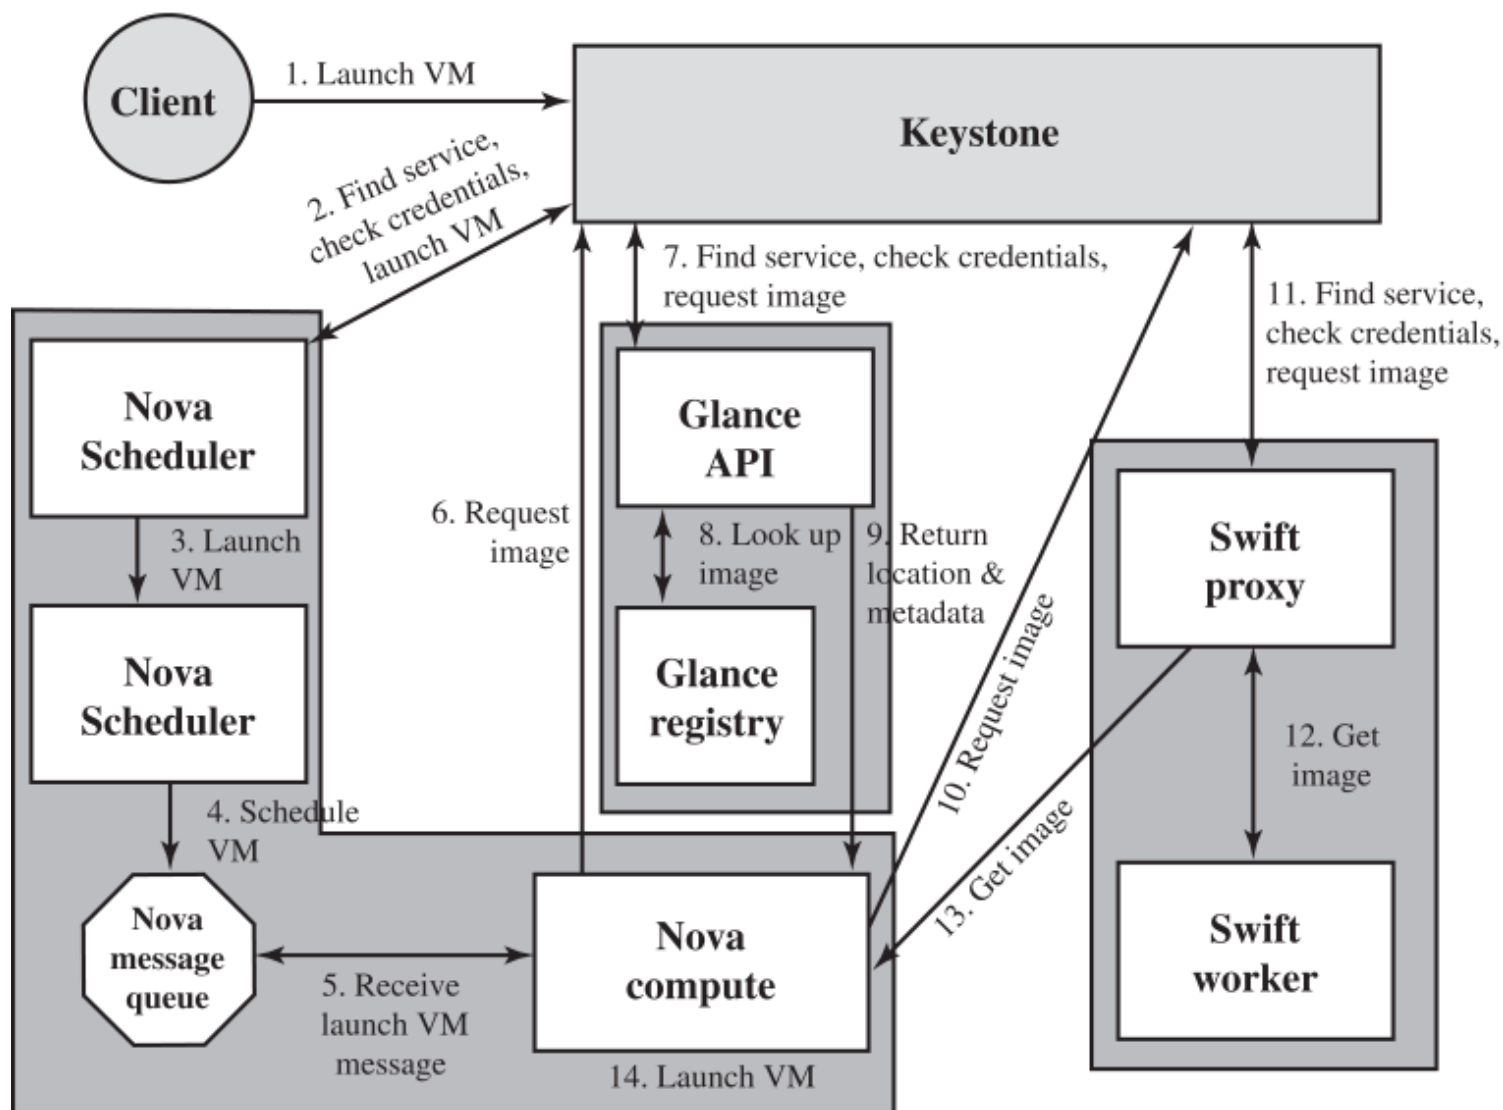 Client
1. Launch VM
Keystone
2. Find service,
check credentials,
launch VM
7. Find service, check credentials,
request image
11. Find service,
check credentials,
request image
Nova
Scheduler
Glance
API
3. Launch
VM
6. Request
image
8. Look up
image
9. Return
location &
metadata
Swift
proxy
Nova
Scheduler
Glance
registry
10. Request image
12. Get
image
4. Schedule
VM
13. Get image
Nova
message
queue
5. Receive
launch VM
message
Nova
compute
Swift
worker
14. Launch VM